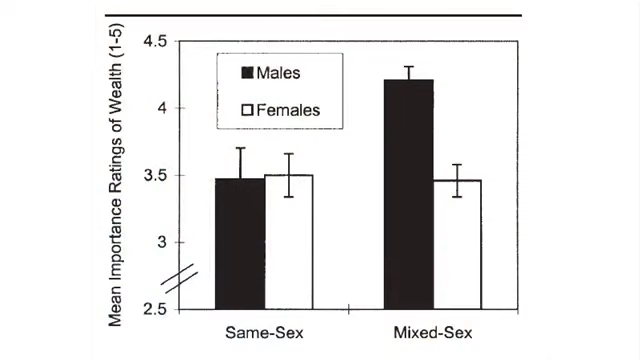 Mean Importance Ratings of Wealth (1-5)
4.5
4
3.5
3
2.5
Males
Females
Same-Sex
Mixed-Sex